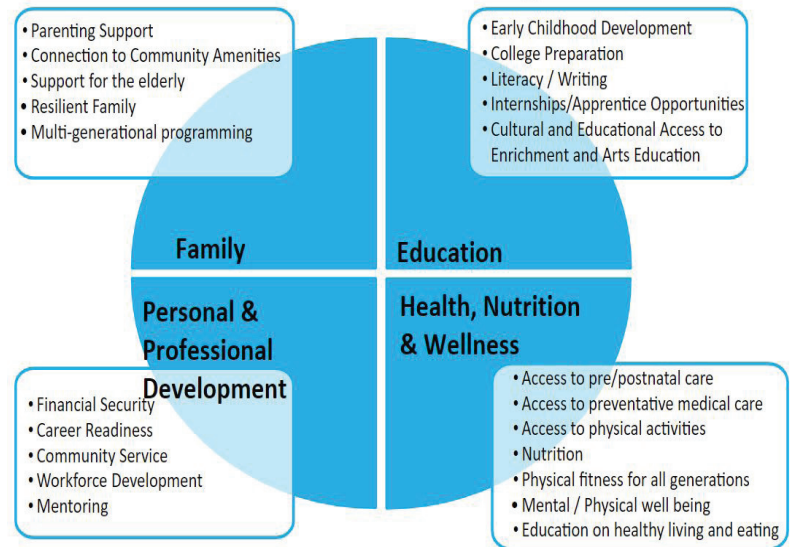 • Parenting Support
• Connection to Community Amenities
• Support for the elderly
• Resilient Family
• Multi-generational programming
• Early Childhood Development
• College Preparation
• Literacy / Writing
• Internships/Apprentice Opportunities
• Cultural and Educational Access to
Enrichment and Arts Education
Family
Education
Personal &
Professional
Development
Health, Nutrition
& Wellness
• Financial Security
• Career Readiness
• Community Service
• Workforce Development
• Mentoring
• Access to pre/postnatal care
• Access to preventative medical care
• Access to physical activities
• Nutrition
• Physical fitness for all generations
• Mental / Physical well being
• Education on healthy living and eating